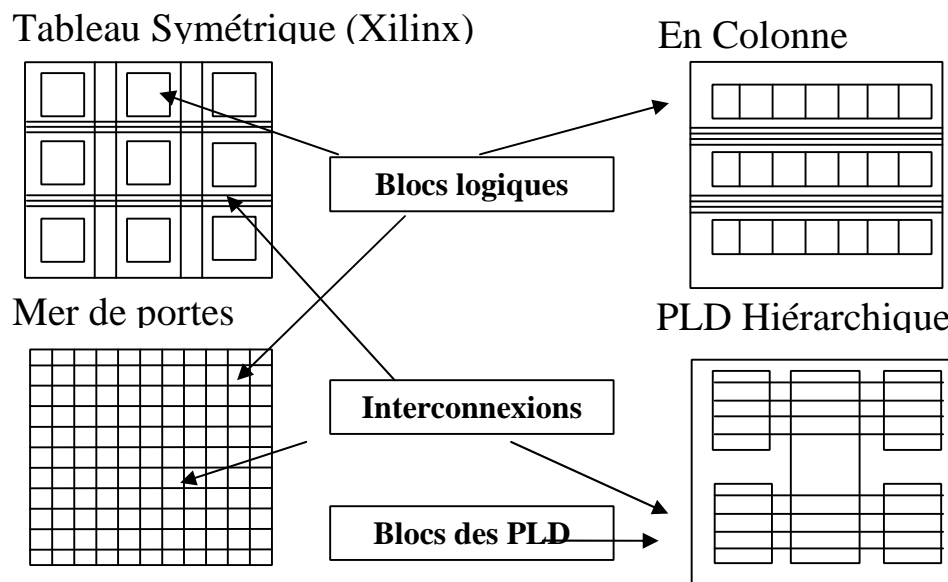 Tableau Symétrique (Xilinx)
En Colonne
Blocs logiques
Mer de portes
PLD Hiérarchique
Interconnexions
Blocs des PLD